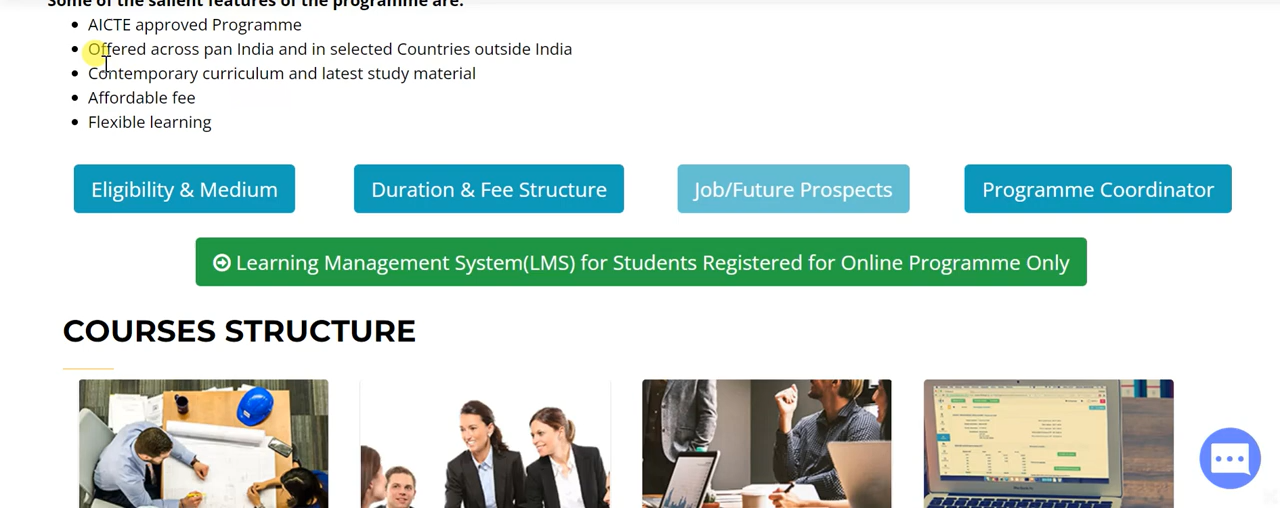 Some of the salient features of the programme are:
AICTE approved Programme
Offered across pan India and in selected Countries outside India
Contemporary curriculum and latest study material
Affordable fee
Flexible learning
Eligibility & Medium
Duration & Fee Structure
Job/Future Prospects
Programme Coordinator
Learning Management System(LMS) for Students Registered for Online Programme Only
COURSES STRUCTURE